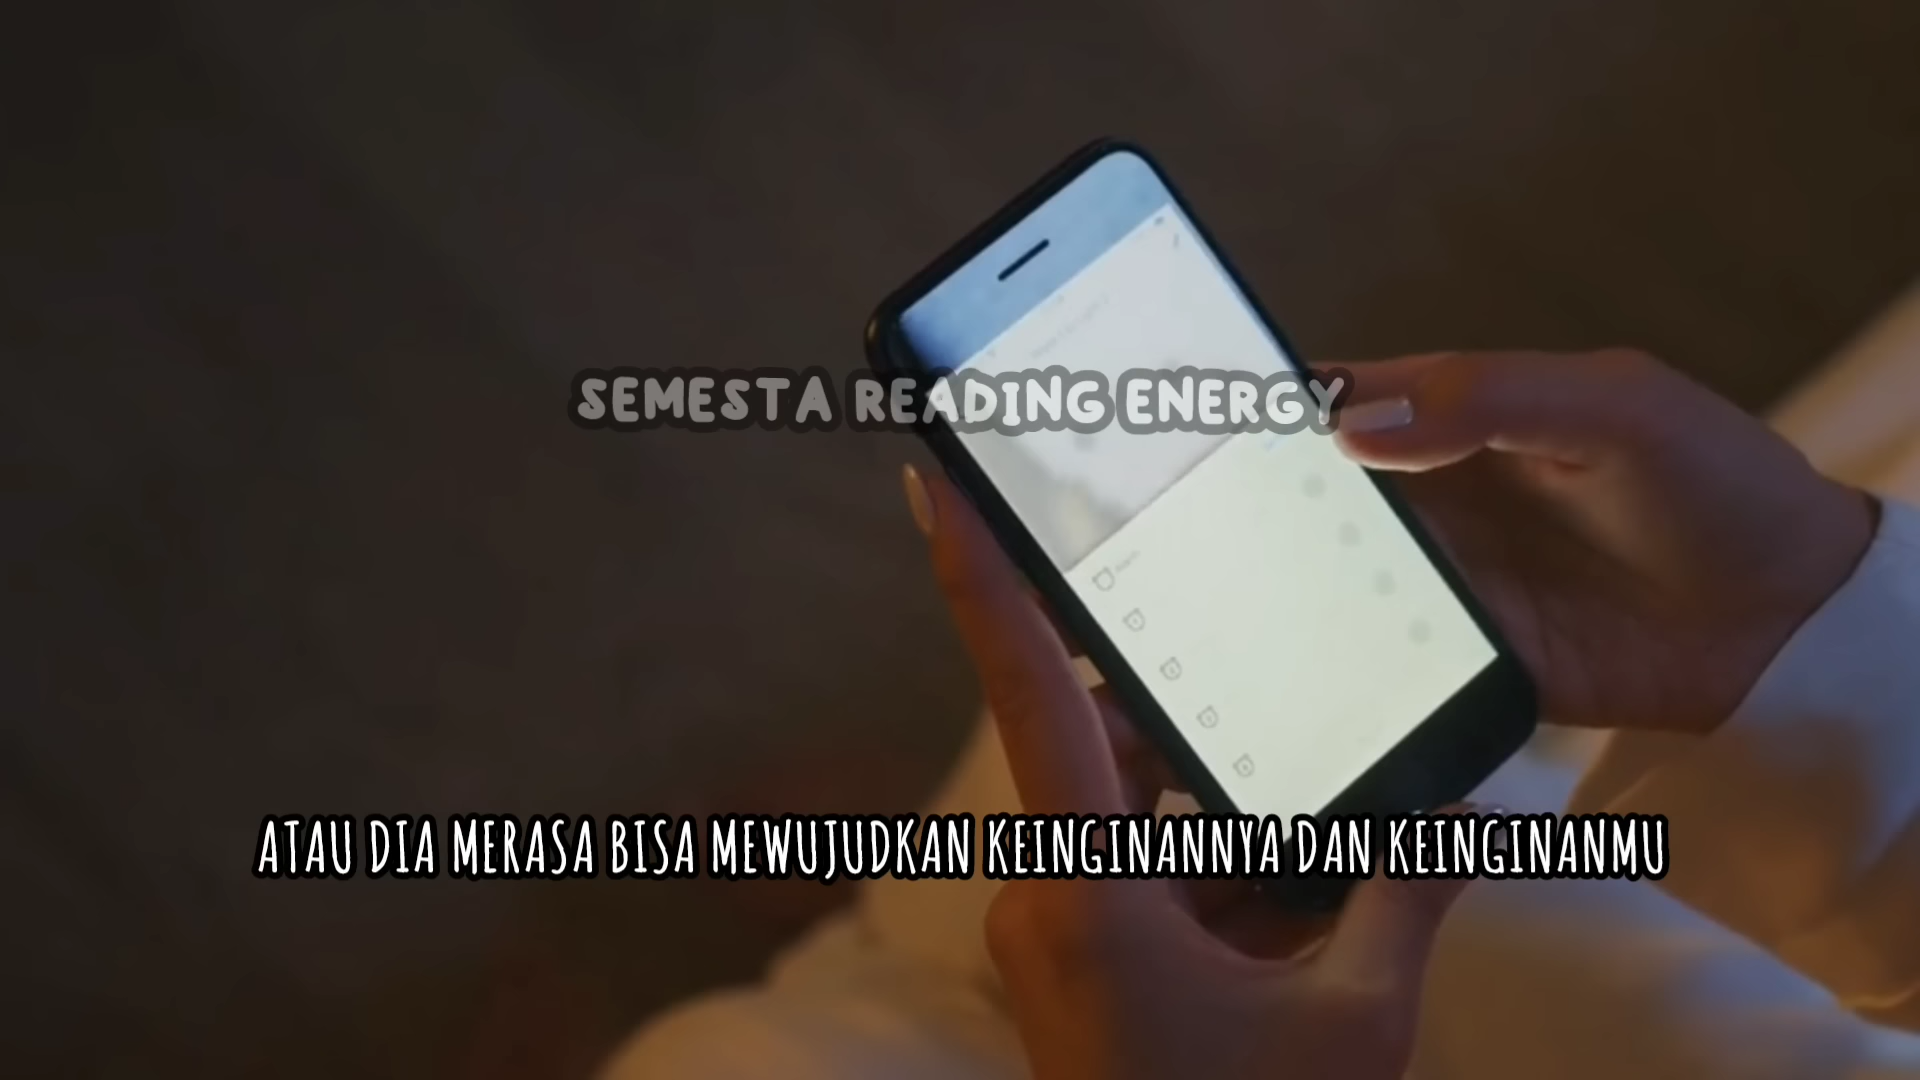 SEMESTA READING ENERGY
ATAU DIA MERASA BISA MEWUJUDKAN KEINGINANNYA DAN KEINGINANMU